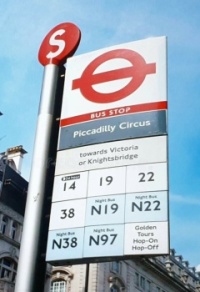 S
BUS STOP
Piccadilly Circus
towards Victoria
or Knightsbridge
14 19 22
Night Bus Night Bus
38 N19 N22
Night Bus Night Bus Golden
N38 N97 Tours
Hop-On
Hop-Off